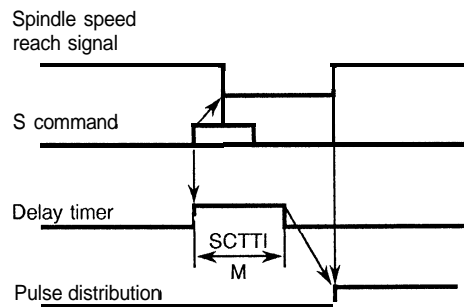 Spindle speed
reach signal
S command
Delay timer
SCTTI
M
Pulse distribution